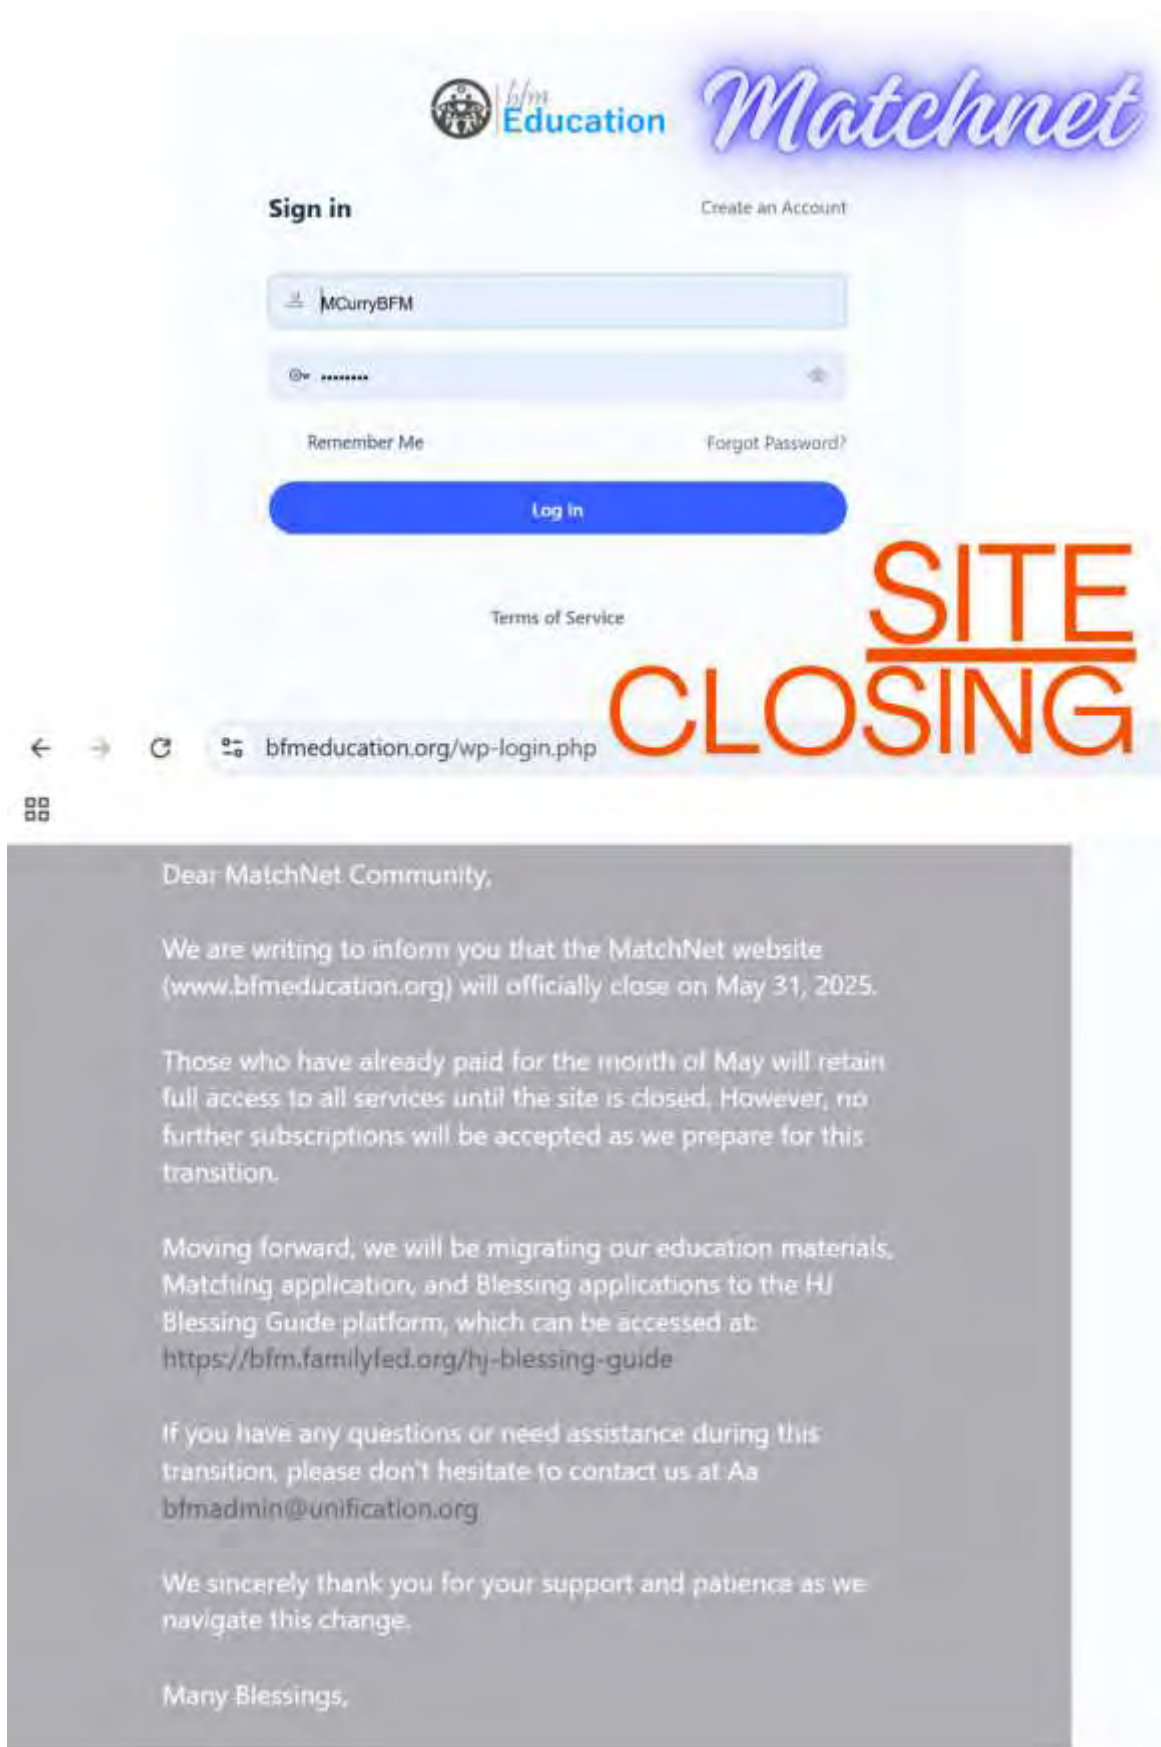 bfm
Education
Matchnet
Sign in
Create an Account
MCurryBFM
••••••••
Remember Me
Forgot Password?
Log In
Terms of Service
SITE
CLOSING
bfmeducation.org/wp-login.php
Dear MatchNet Community,
We are writing to inform you that the MatchNet website
(www.bfmeducation.org) will officially close on May 31, 2025.
Those who have already paid for the month of May will retain
full access to all services until the site is closed. However, no
further subscriptions will be accepted as we prepare for this
transition.
Moving forward, we will be migrating our education materials,
Matching application, and Blessing applications to the HJ
Blessing Guide platform, which can be accessed at:
https://bfm.familyfed.org/hj-blessing-guide
If you have any questions or need assistance during this
transition, please don't hesitate to contact us at Aa
bfmadmin@unification.org
We sincerely thank you for your support and patience as we
navigate this change.
Many Blessings,